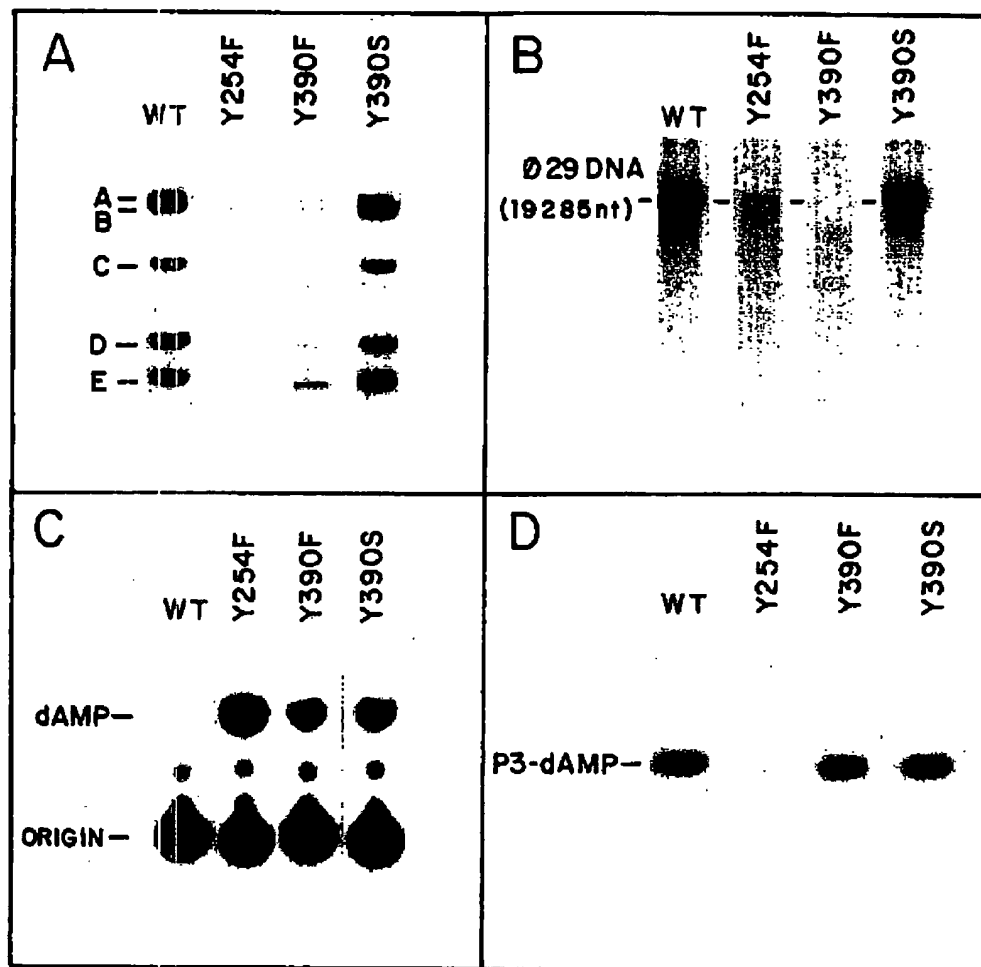 A
WT
Y254F
Y390F
Y390S
A
B
C
D
E
B
WT
Y254F
Y390F
Y390S
Ø29 DNA
(19285nt)
C
WT
Y254F
Y390F
Y390S
dAMP
ORIGIN
D
WT
Y254F
Y390F
Y390S
P3-dAMP